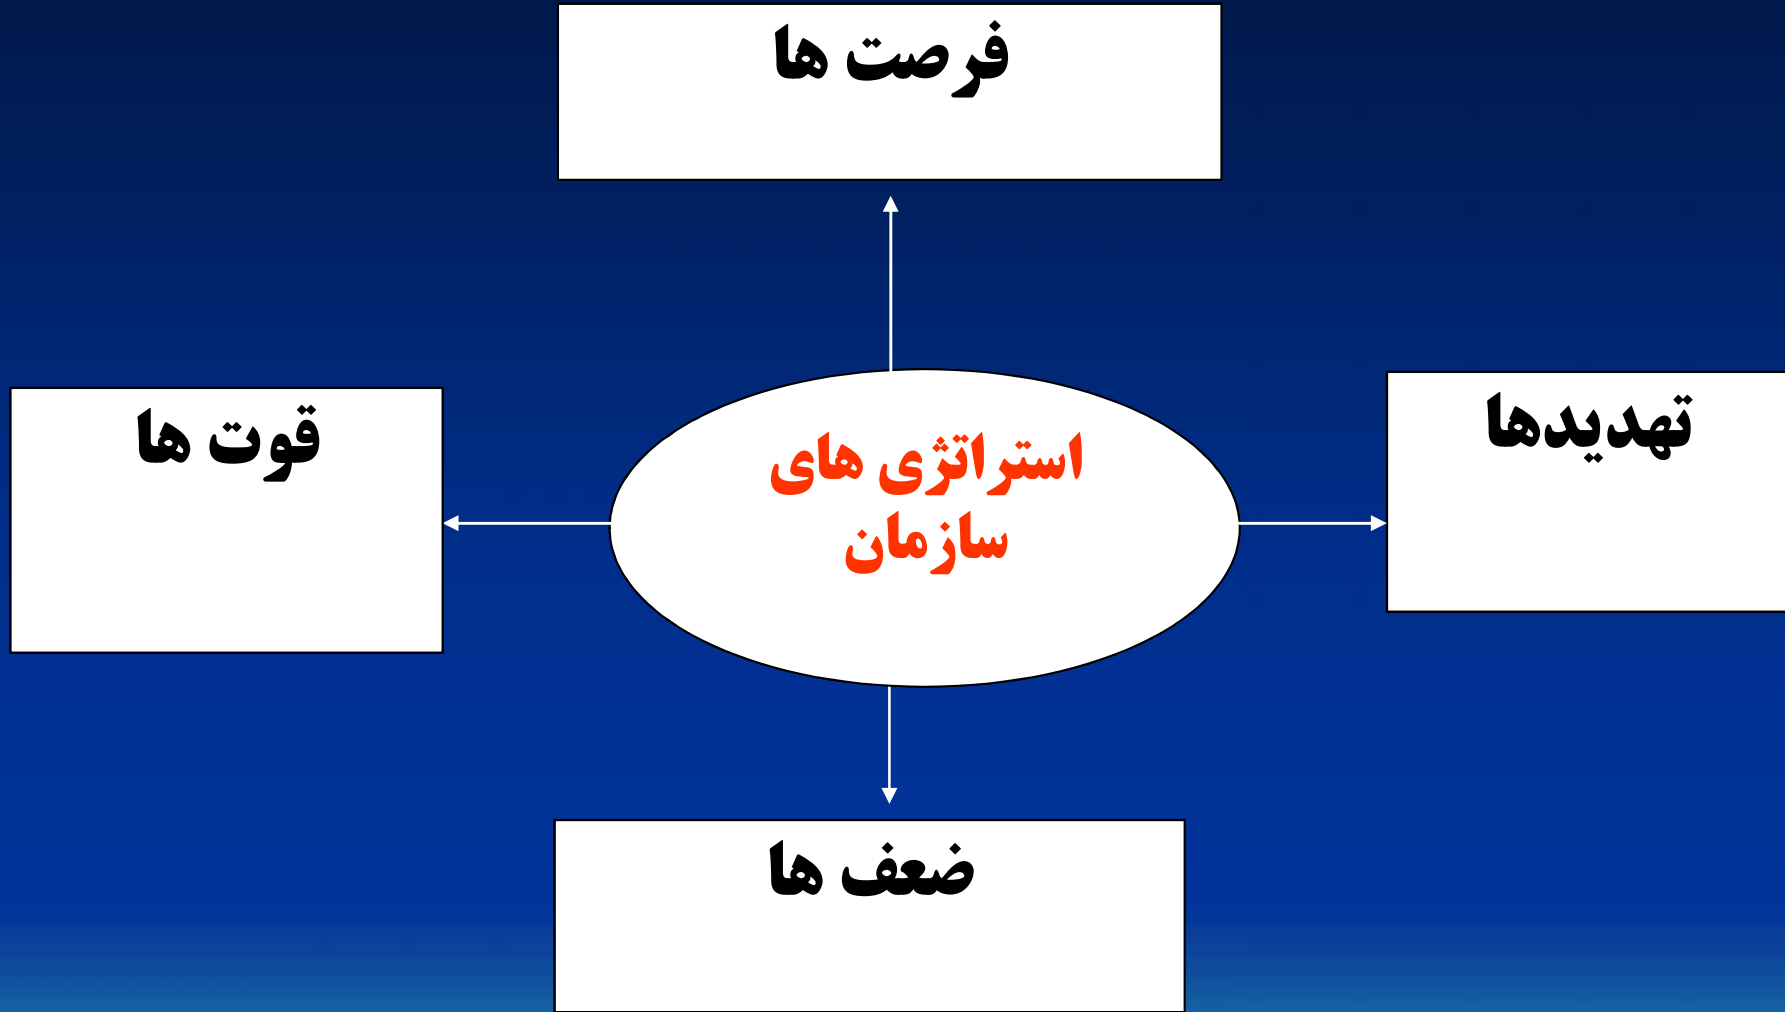 فرصت ها
تهدیدها
استراتژی های
سازمان
قوت ها
ضعف ها